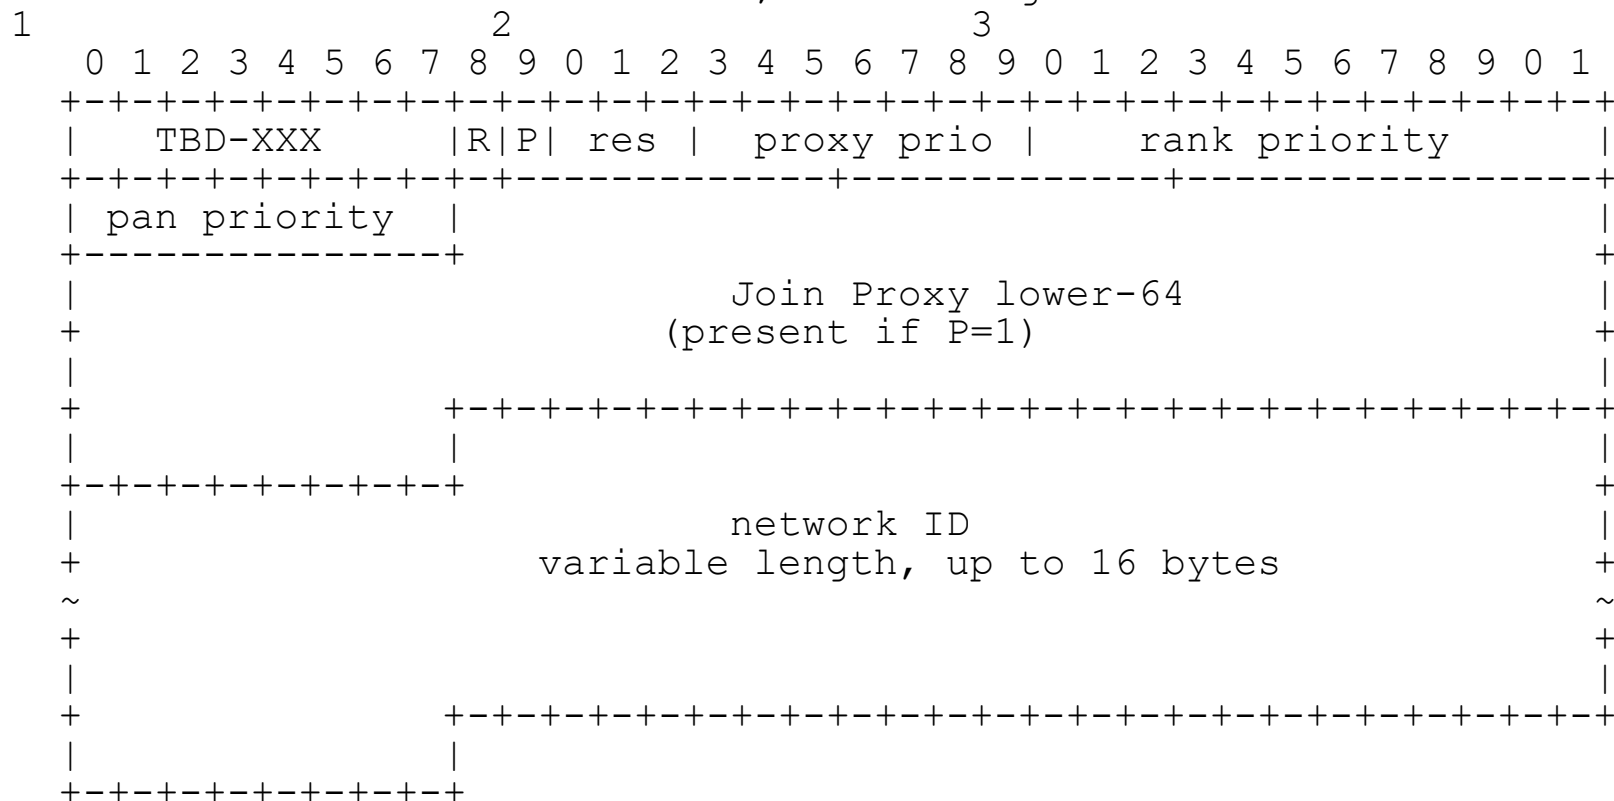 1                   2                   3
   0 1 2 3 4 5 6 7 8 9 0 1 2 3 4 5 6 7 8 9 0 1 2 3 4 5 6 7 8 9 0 1
  +-+-+-+-+-+-+-+-+-+-+-+-+-+-+-+-+-+-+-+-+-+-+-+-+-+-+-+-+-+-+-+-+
  |   TBD-XXX     |R|P| res |  proxy prio |    rank priority      |
  +-+-+-+-+-+-+-+-+-+-------------+-------------+-----------------+
  | pan priority  |                                               |
  +---------------+                                               +
  |                           Join Proxy lower-64                 |
  +                        (present if P=1)                       +
  |                                                               |
  +               +-+-+-+-+-+-+-+-+-+-+-+-+-+-+-+-+-+-+-+-+-+-+-+-+
  |               |                                               |
  +-+-+-+-+-+-+-+-+                                               +
  |                           network ID                          |
  +                   variable length, up to 16 bytes             +
  ~                                                               ~
  +                                                               +
  |                                                               |
  +               +-+-+-+-+-+-+-+-+-+-+-+-+-+-+-+-+-+-+-+-+-+-+-+-+
  |               |
  +-+-+-+-+-+-+-+-+